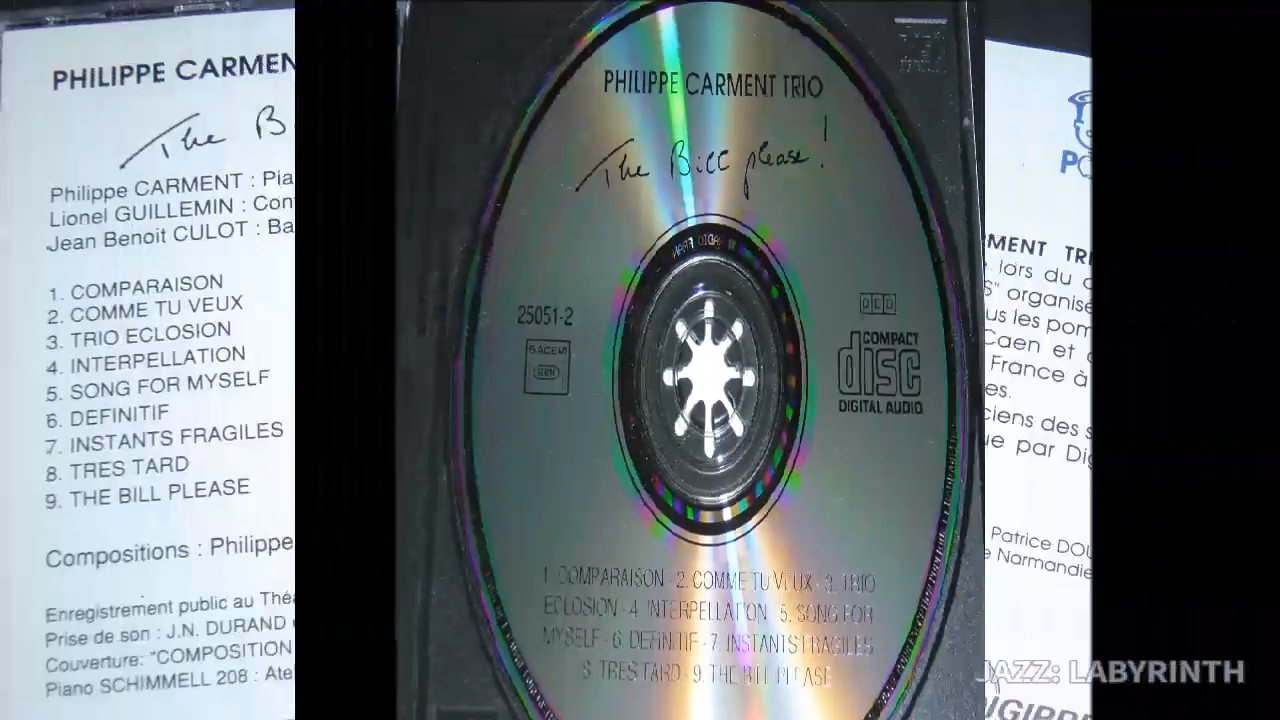 PHILIPPE CARMEN
The B
Philippe CARMENT : Pia
Lionel GUILLEMIN : Con
Jean Benoit CULOT : Ba
1. COMPARAISON
2. COMME TU VEUX
3. TRIO ECLOSION
4. INTERPELLATION
5. SONG FOR MYSELF
6. DEFINITIF
7. INSTANTS FRAGILES
8. TRES TARD
9. THE BILL PLEASE
Compositions : Philippe
Enregistrement public au Thé
Prise de son : J.N. DURAND
Couverture: "COMPOSITION
Piano SCHIMMELL 208 : Ate
PHILIPPE CARMENT TRIO
The Bill please!
25051-2
SACEM
DDD
COMPACT
disc
DIGITAL AUDIO
1. COMPARAISON - 2. COMME TU VEUX - 3. TRIO
ECLOSION - 4. INTERPELLATION - 5. SONG FOR
MYSELF - 6. DEFINITIF - 7. INSTANTS FRAGILES
8. TRES TARD - 9. THE BILL PLEASE
PO
MENT TRI
lors du
S" organisé
us les pom
Caen et
France à
es.
ciens des s
ue par Dig
Patrice DOU
e Normandie
JAZZ: LABYRINTH